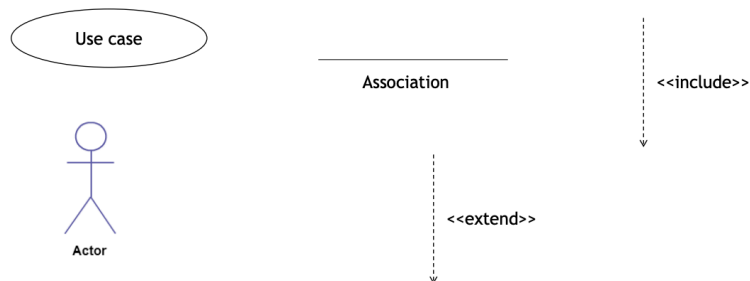 Use case
Association
<<include>>
<<extend>>
Actor